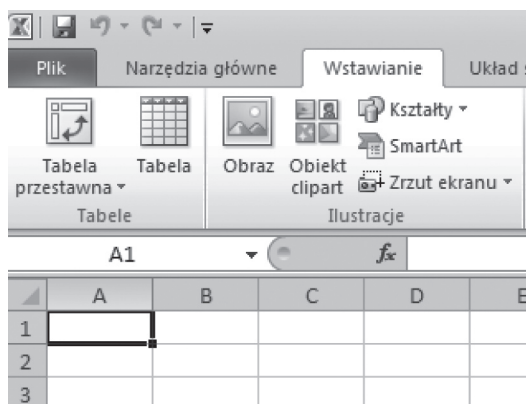 Plik Narzędzia główne Wstawianie Układ
Tabela przestawna
Tabela
Obraz
Obiekt clipart
Kształty
SmartArt
Zrzut ekranu
Tabele
Ilustracje
A1
fx
A B C D E
1
2
3